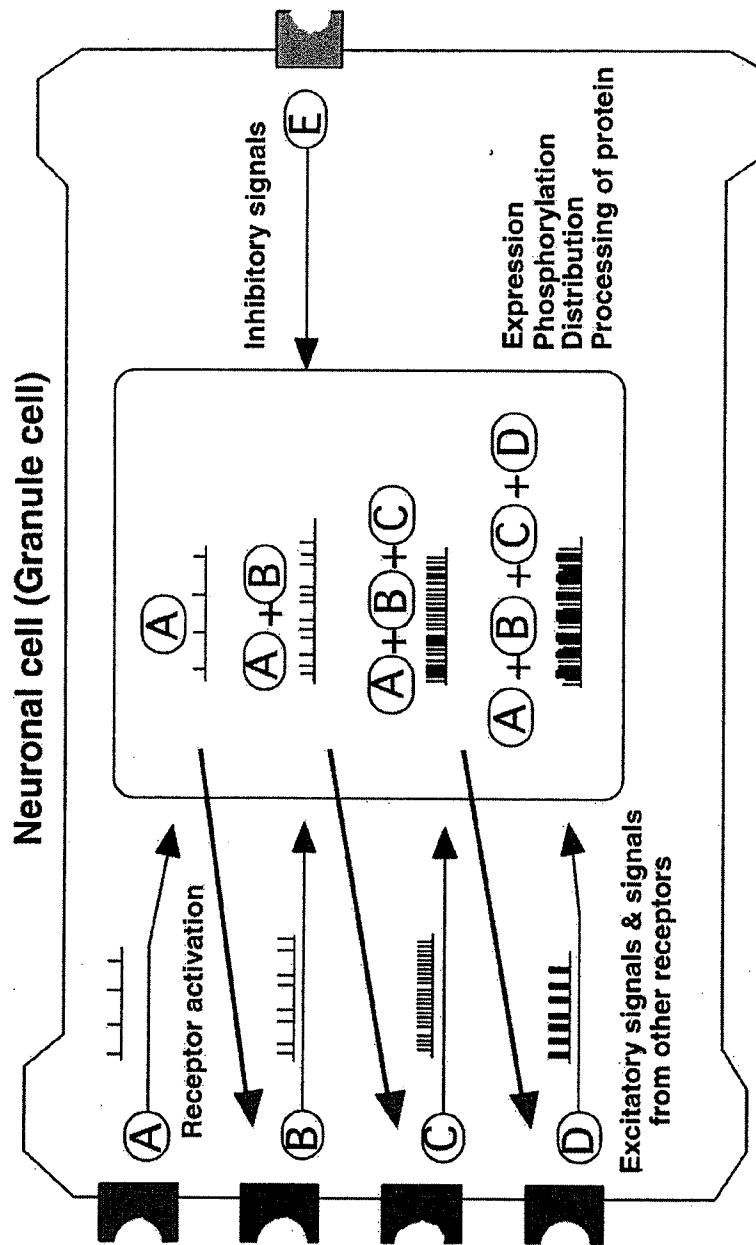 Neuronal cell (Granule cell)
A
Receptor activation
B
C
D
Excitatory signals & signals
from other receptors
A
A+B
A+B+C
A+B+C+D
Inhibitory signals
E
Expression
Phosphorylation
Distribution
Processing of protein